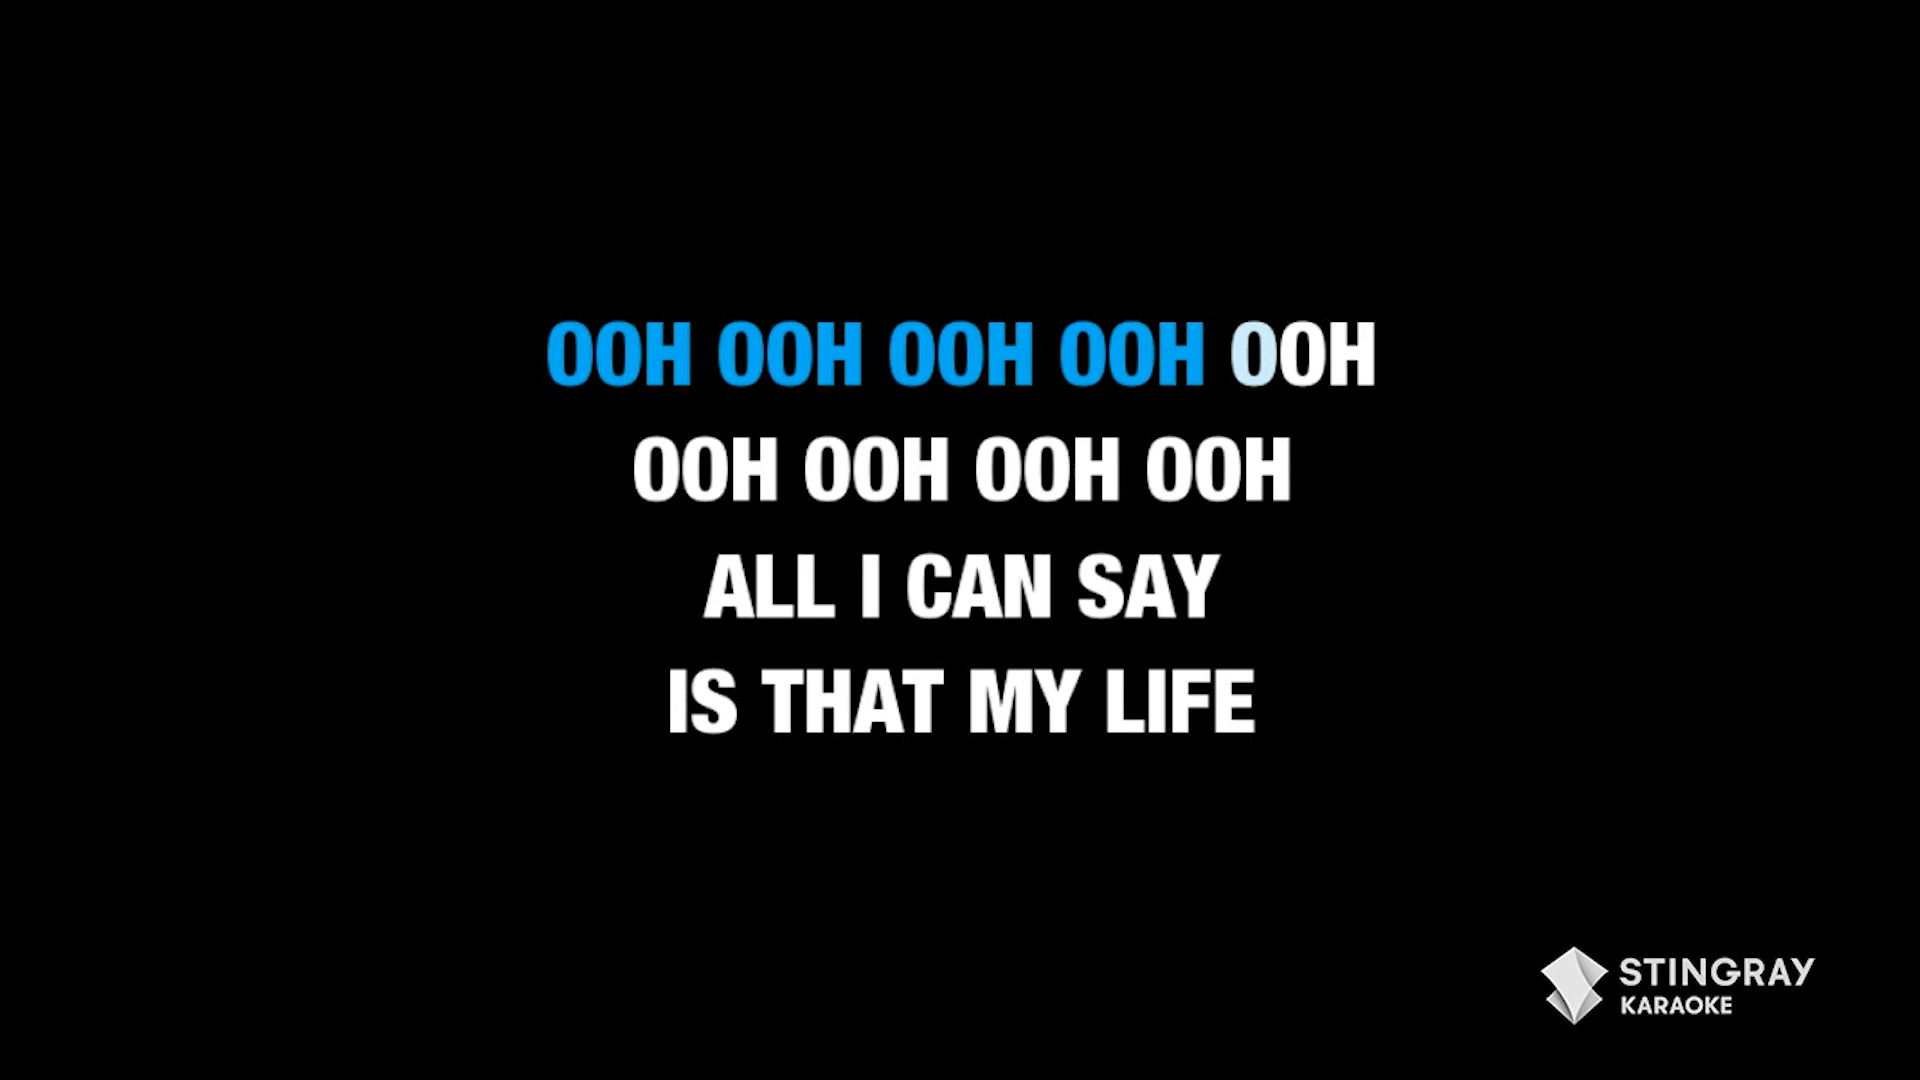 OOH OOH OOH OOH OOH
OOH OOH OOH OOH
ALL I CAN SAY
IS THAT MY LIFE
STINGRAY
KARAOKE